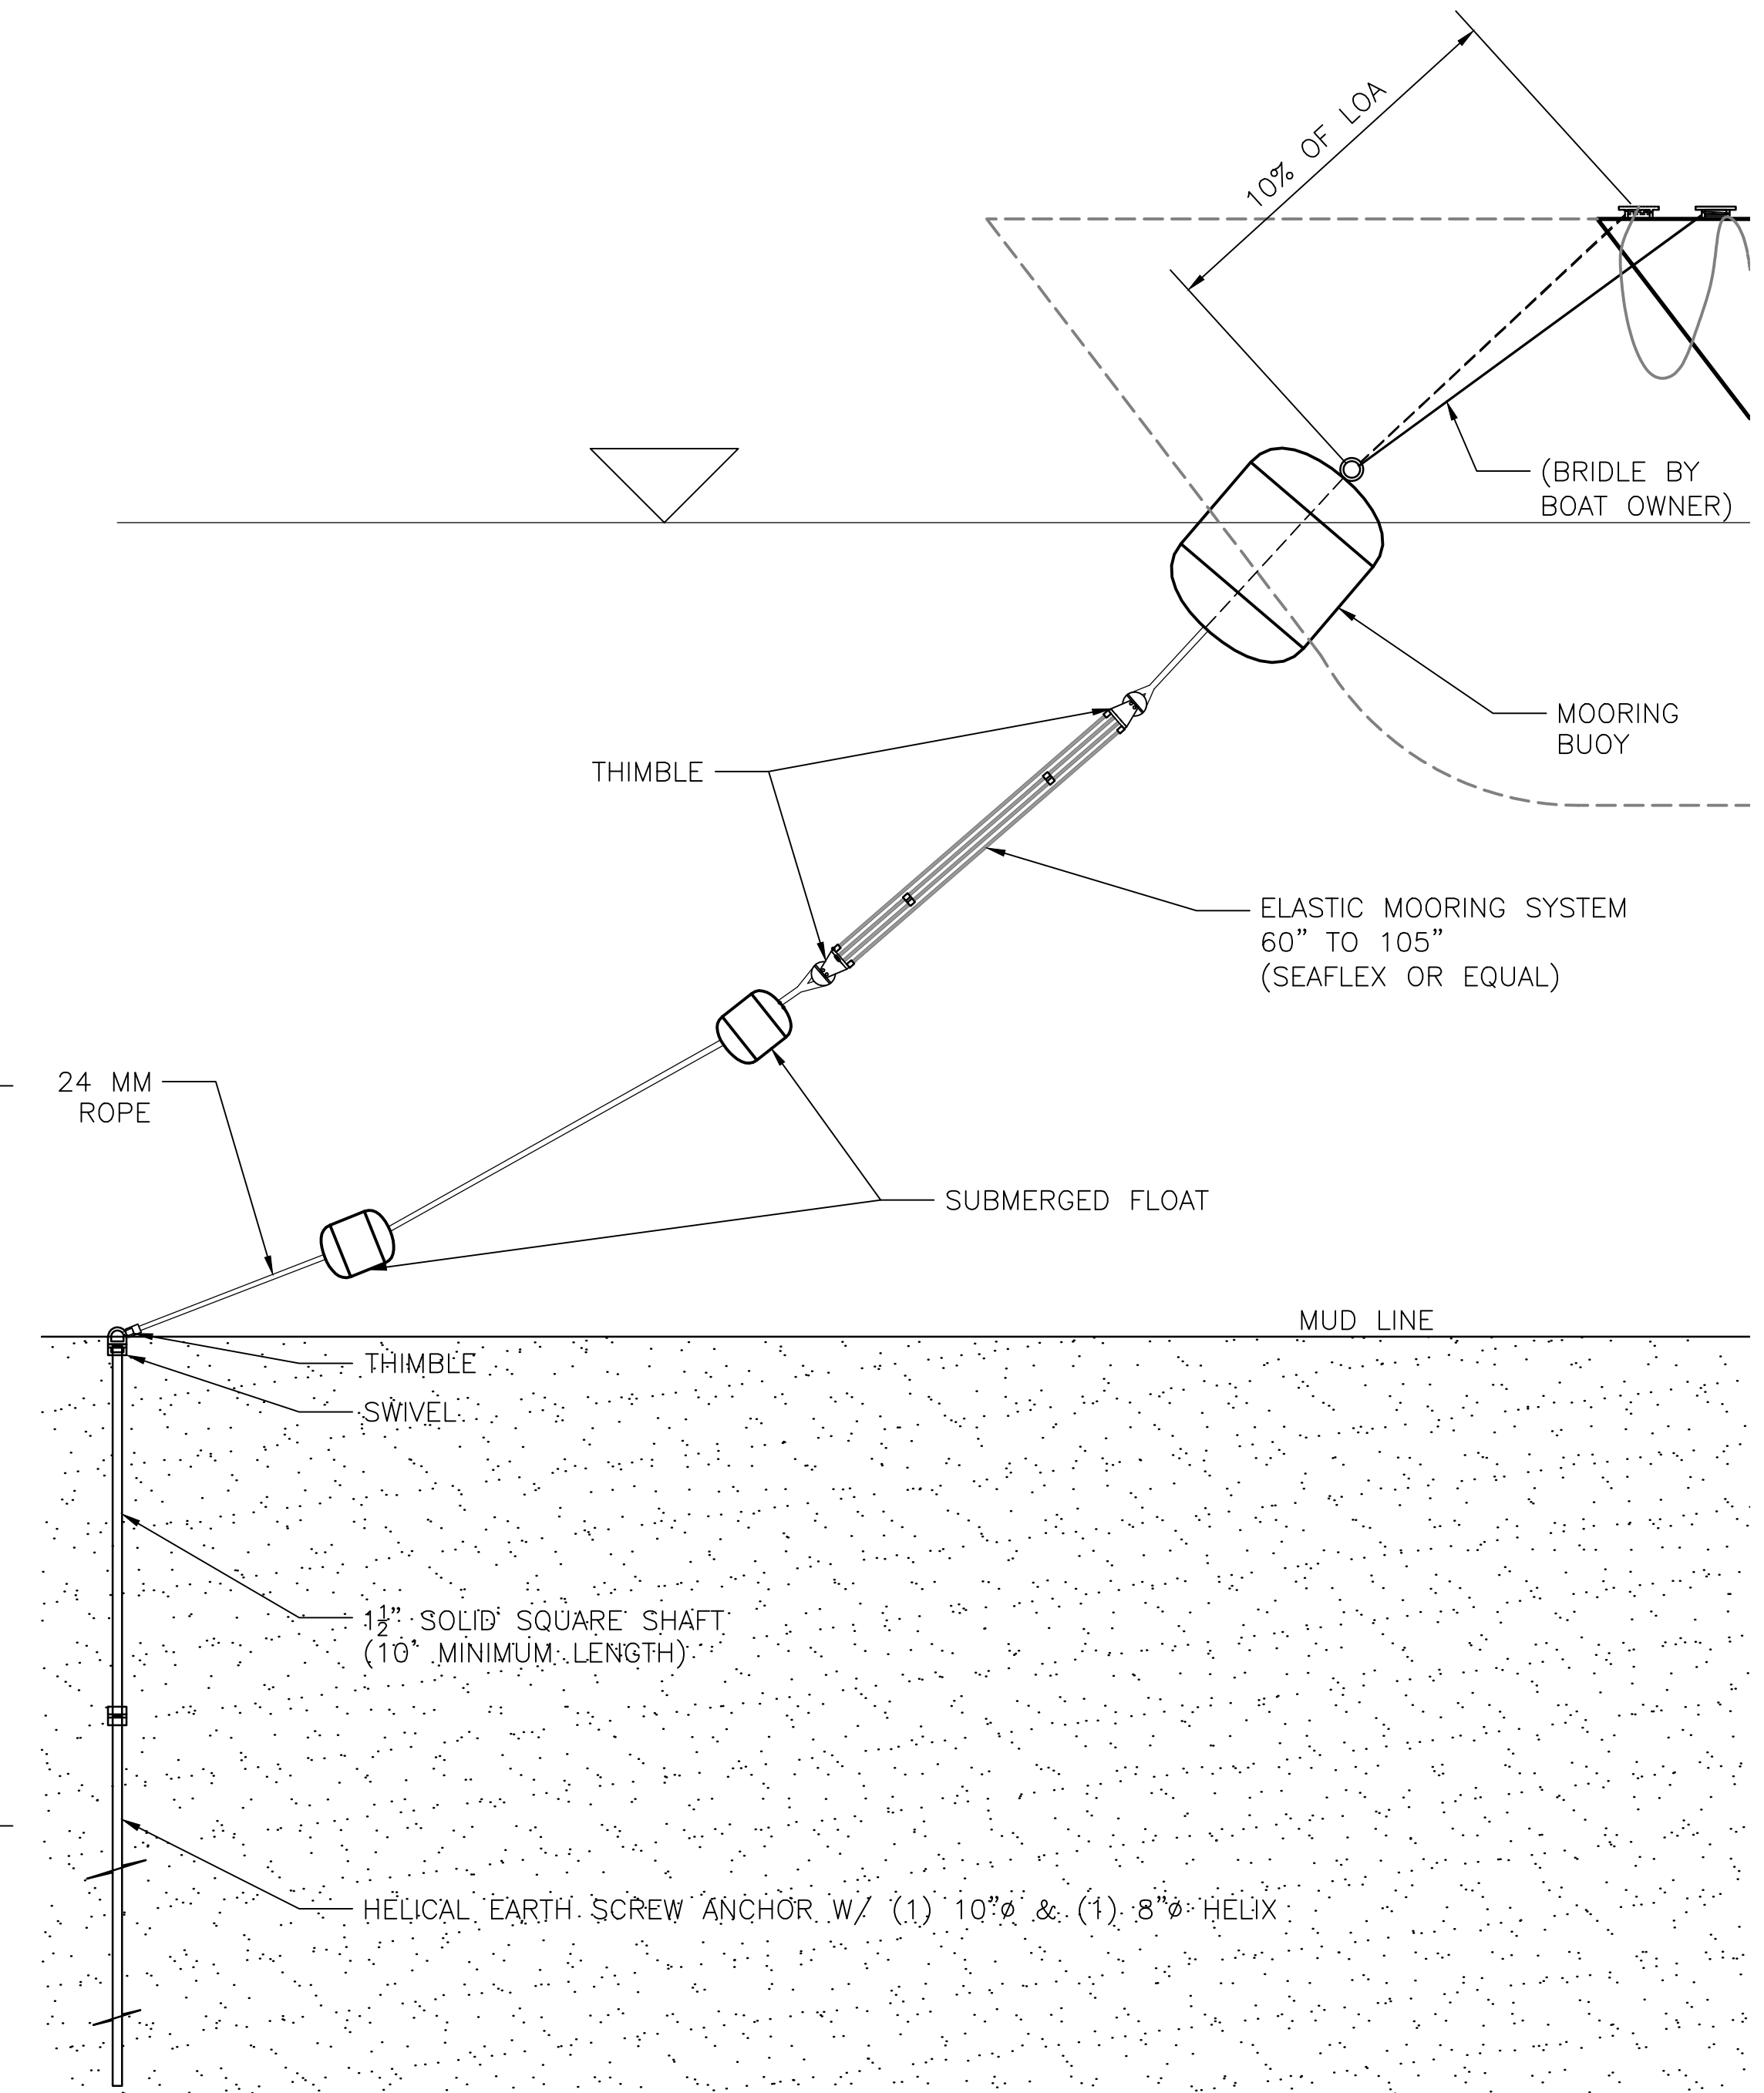 10% OF LOA
(BRIDLE BY
BOAT OWNER)
MOORING
BUOY
THIMBLE
ELASTIC MOORING SYSTEM
60" TO 105"
(SEAFLEX OR EQUAL)
24 MM
ROPE
SUBMERGED FLOAT
MUD LINE
THIMBLE
SWIVEL
1½" SOLID SQUARE SHAFT
(10' MINIMUM LENGTH)
HELICAL EARTH SCREW ANCHOR W/ (1) 10"ø & (1) 8"ø HELIX